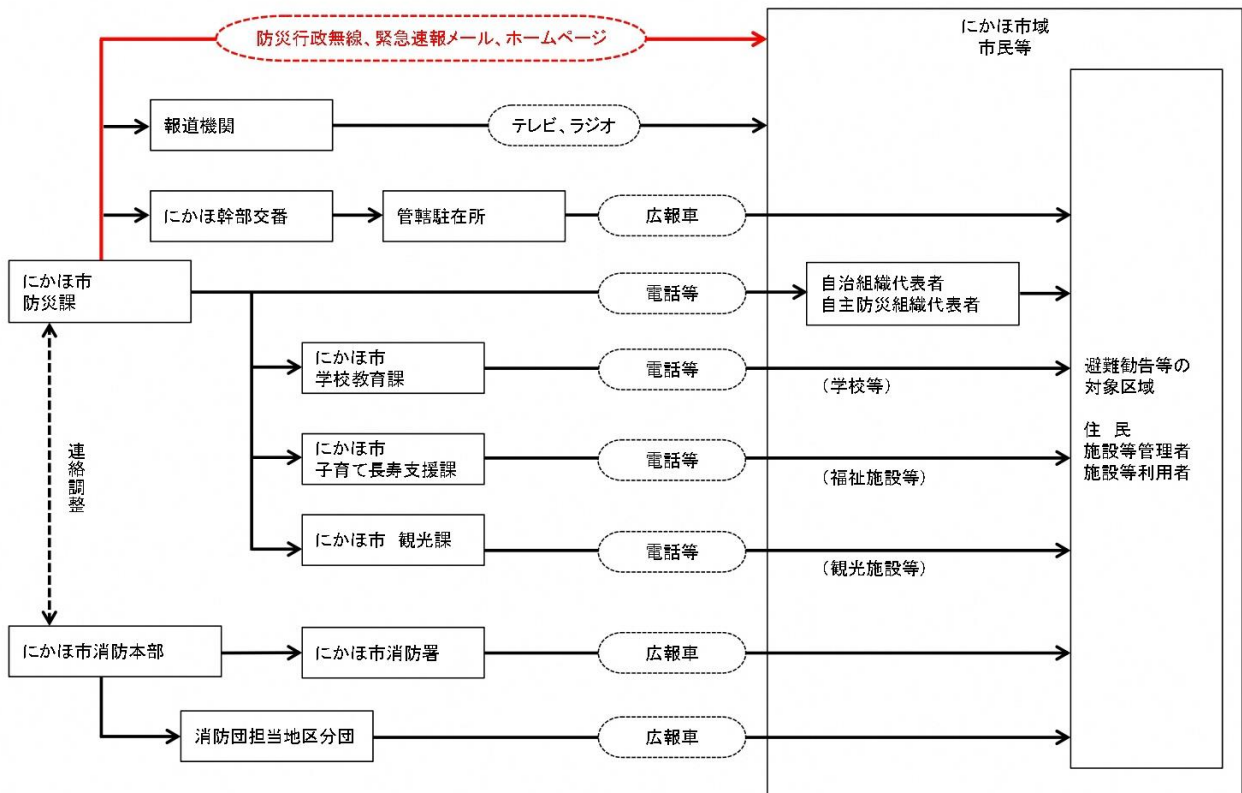 防災行政無線、緊急速報メール、ホームページ
にかほ市域
市民等
報道機関
テレビ、ラジオ
にかほ幹部交番
管轄駐在所
広報車
にかほ市
防災課
電話等
自治組織代表者
自主防災組織代表者
にかほ市
学校教育課
電話等
(学校等)
避難勧告等の
対象区域
住 民
施設等管理者
施設等利用者
にかほ市
子育て長寿支援課
電話等
(福祉施設等)
にかほ市 観光課
電話等
(観光施設等)
連絡調整
にかほ市消防本部
にかほ市消防署
広報車
消防団担当地区分団
広報車